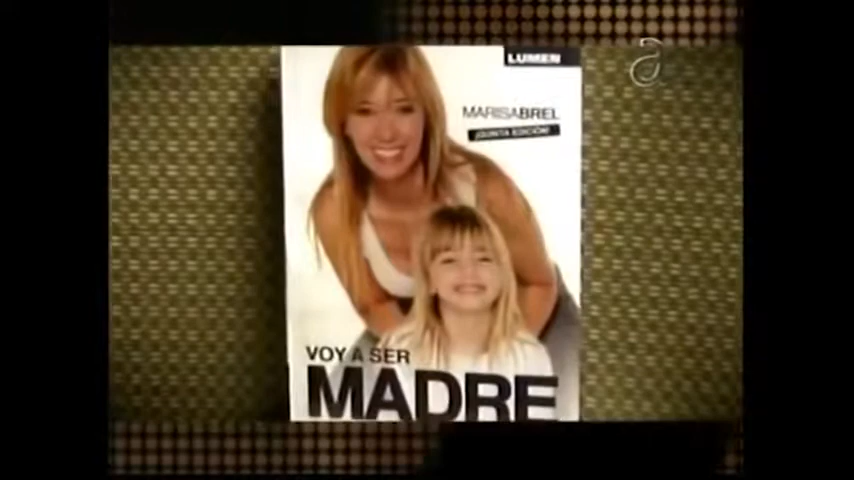 LUMEN
MARISABREL
¡QUINTA EDICIÓN!
VOY A SER
MADRE